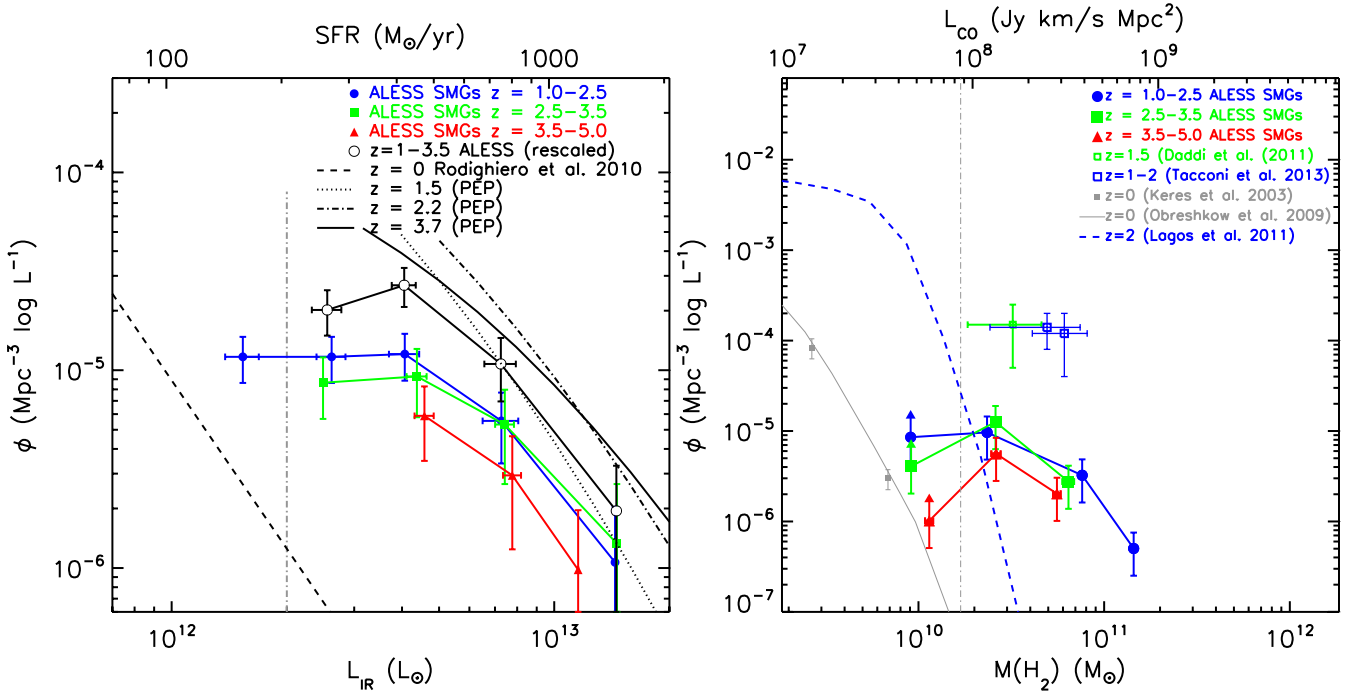 SFR (M☉/yr)
100 1000
ALESS SMGs z = 1.0−2.5
ALESS SMGs z = 2.5−3.5
ALESS SMGs z = 3.5−5.0
z=1−3.5 ALESS (rescaled)
z = 0 Rodighiero et al. 2010
z = 1.5 (PEP)
z = 2.2 (PEP)
z = 3.7 (PEP)
10⁻⁴
10⁻⁵
10⁻⁶
ϕ (Mpc⁻³ log L⁻¹)
10¹² 10¹³
L_IR (L☉)
L_CO (Jy km/s Mpc²)
10⁷ 10⁸ 10⁹
z = 1.0−2.5 ALESS SMGs
z = 2.5−3.5 ALESS SMGs
z = 3.5−5.0 ALESS SMGs
z=1.5 (Daddi et al. (2011)
z=1−2 (Tacconi et al. 2013)
z=0 (Keres et al. 2003)
z=0 (Obreshkow et al. 2009)
z=2 (Lagos et al. 2011)
10⁻²
10⁻³
10⁻⁴
10⁻⁵
10⁻⁶
10⁻⁷
ϕ (Mpc⁻³ log L⁻¹)
10¹⁰ 10¹¹ 10¹²
M(H₂) (M☉)